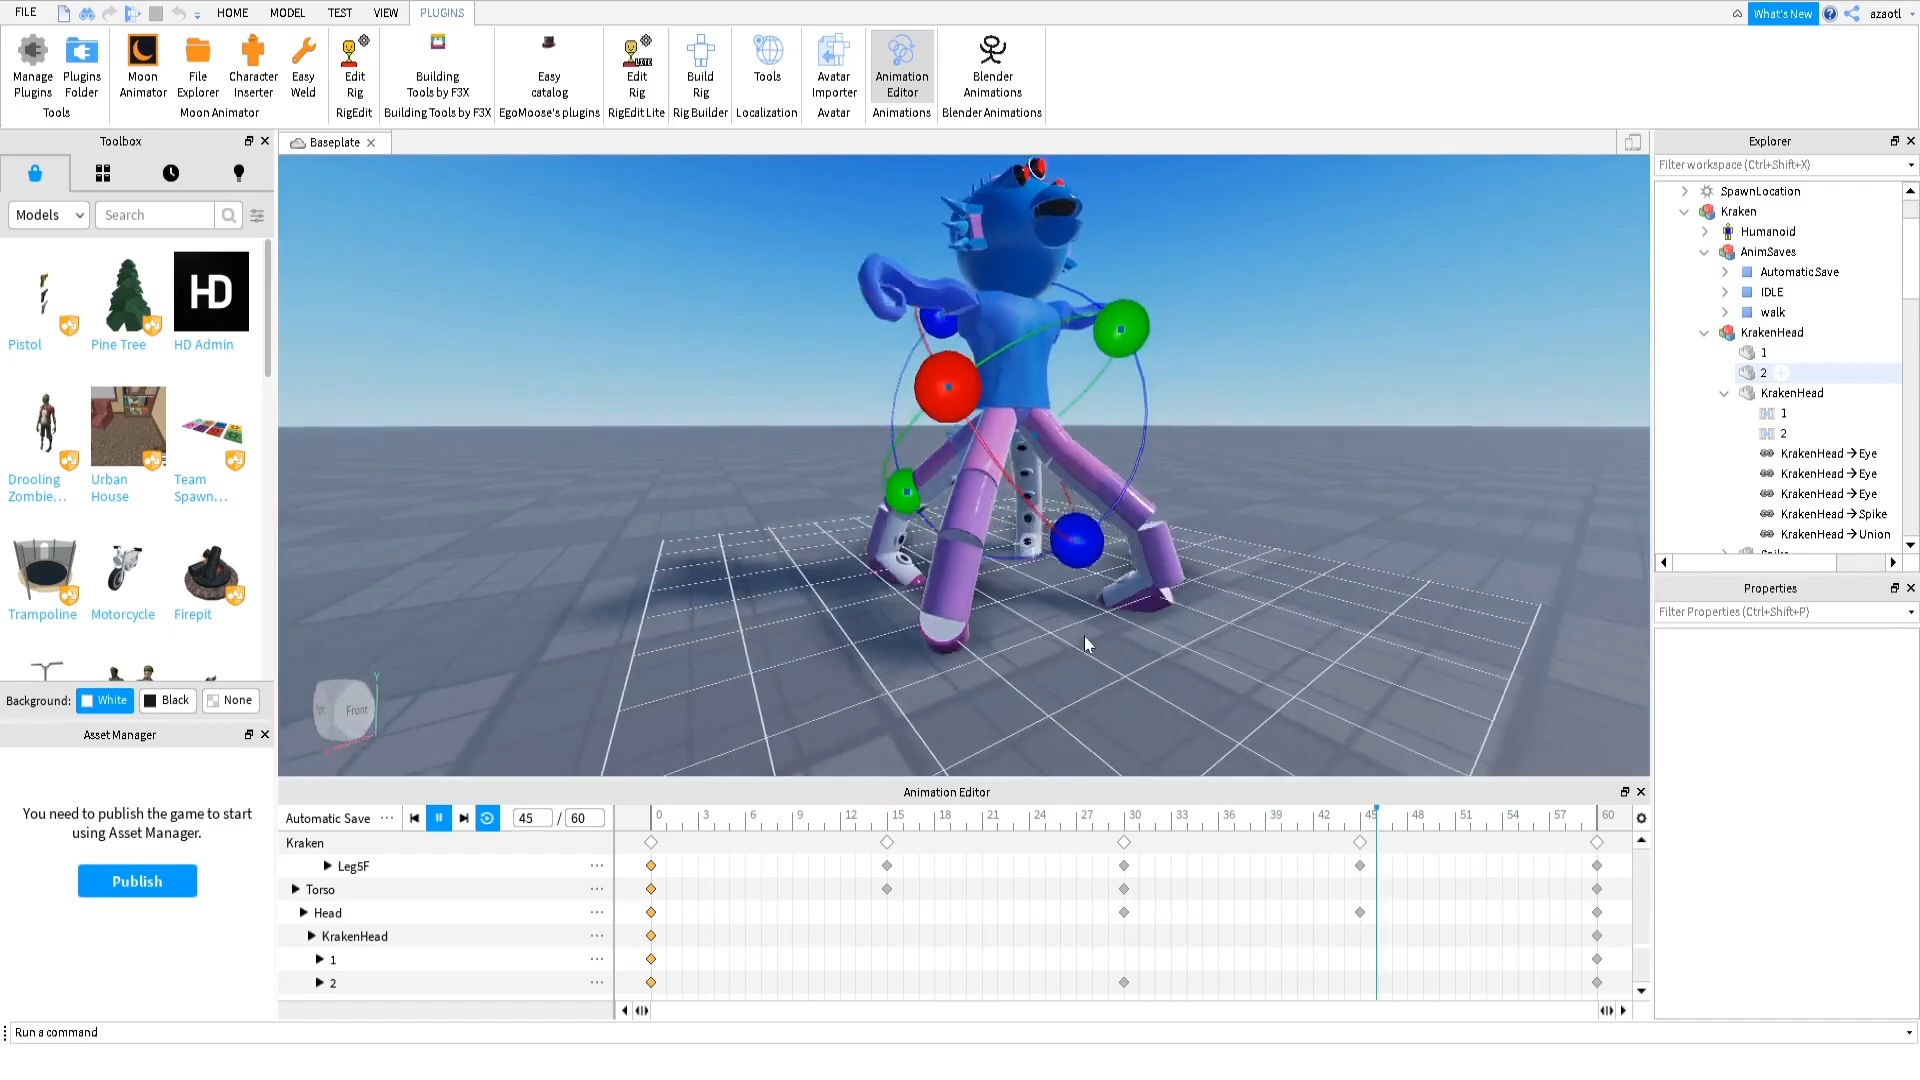 FILE HOME MODEL TEST VIEW PLUGINS What's New azaotl
Manage Plugins
Plugins Folder
Tools
Moon Animator
File Explorer
Character Inserter
Easy Weld
Moon Animator
Edit Rig
RigEdit
Building Tools by F3X
Building Tools by F3X
Easy catalog
EgoMoose's plugins
LITE
Edit Rig
RigEdit Lite
Build Rig
Rig Builder
Tools
Localization
Avatar Importer
Avatar
Animation Editor
Animations
Blender Animations
Blender Animations
Toolbox
Models Search
HD
Pistol Pine Tree HD Admin
Drooling Zombie...
Urban House
Team Spawn...
Trampoline Motorcycle Firepit
Background: White Black None
Asset Manager
You need to publish the game to start
using Asset Manager.
Publish
Baseplate
Y
Front
Explorer
Filter workspace (Ctrl+Shift+X)
SpawnLocation
Kraken
Humanoid
AnimSaves
Automatic Save
IDLE
walk
KrakenHead
1
2
KrakenHead
1
2
KrakenHead->Eye
KrakenHead->Eye
KrakenHead->Eye
KrakenHead->Spike
KrakenHead->Union
Properties
Filter Properties (Ctrl+Shift+P)
Animation Editor
Automatic Save ... 45 / 60 0 3 6 9 12 15 18 21 24 27 30 33 36 39 42 45 48 51 54 57 60
Kraken
Leg5F ...
Torso ...
Head ...
KrakenHead ...
1 ...
2 ...
Run a command